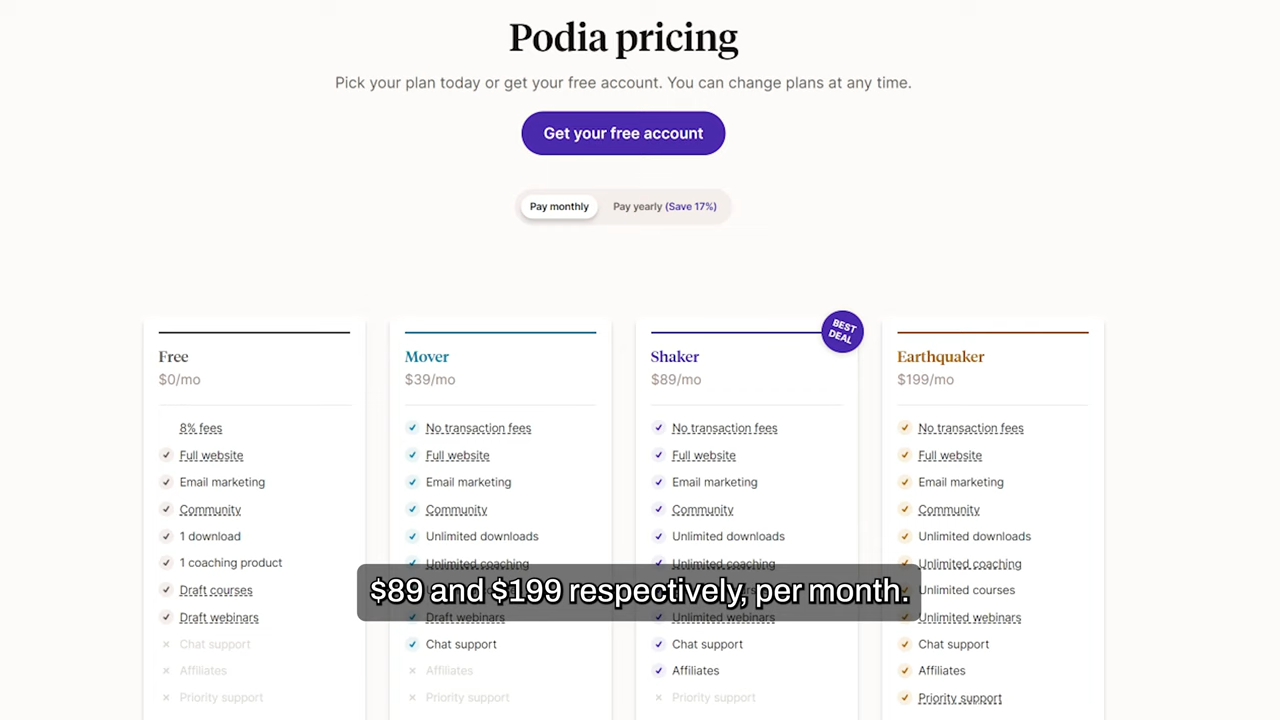 Podia pricing
Pick your plan today or get your free account. You can change plans at any time.
Get your free account
Pay monthly
Pay yearly (Save 17%)
Free
$0/mo
8% fees
Full website
Email marketing
Community
1 download
1 coaching product
Draft courses
Draft webinars
Chat support
Affiliates
Priority support
Mover
$39/mo
No transaction fees
Full website
Email marketing
Community
Unlimited downloads
Unlimited coaching
Draft webinars
Chat support
Affiliates
Priority support
BEST
DEAL
Shaker
$89/mo
No transaction fees
Full website
Email marketing
Community
Unlimited downloads
Unlimited coaching
Unlimited webinars
Chat support
Affiliates
Priority support
Earthquaker
$199/mo
No transaction fees
Full website
Email marketing
Community
Unlimited downloads
Unlimited coaching
Unlimited courses
Unlimited webinars
Chat support
Affiliates
Priority support
$89 and $199 respectively, per month.